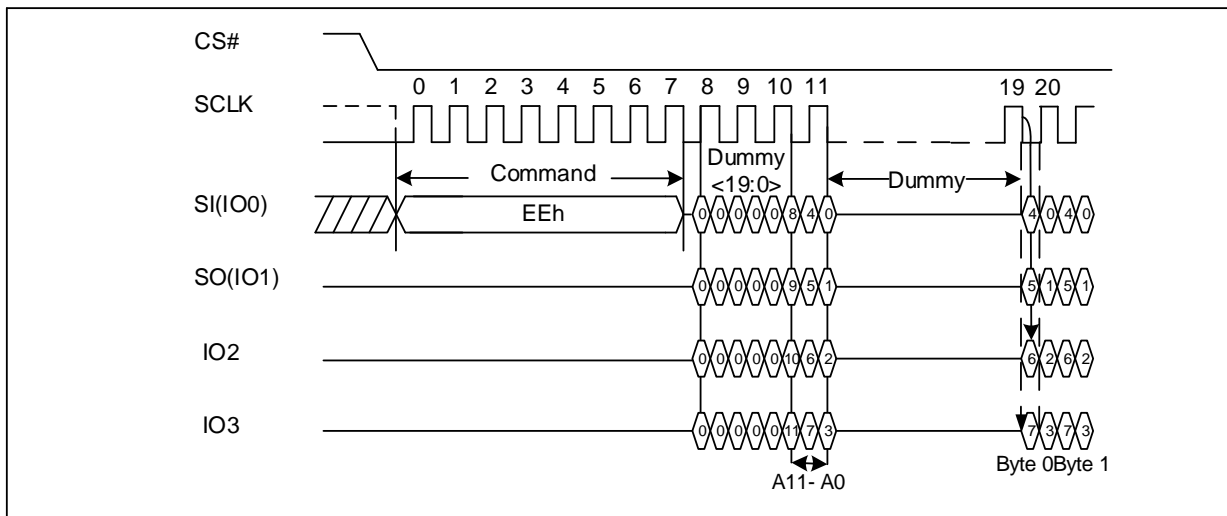 CS#
0 1 2 3 4 5 6 7 8 9 10 11 19 20
SCLK
Command
Dummy
<19:0>
Dummy
SI(IO0)
EEh
0 0 0 0 0 8 4 0 4 0 4 0
SO(IO1)
0 0 0 0 0 9 5 1 5 1 5 1
IO2
0 0 0 0 0 10 6 2 6 2 6 2
IO3
0 0 0 0 0 11 7 3 7 3 7 3
Byte 0 Byte 1
A11- A0